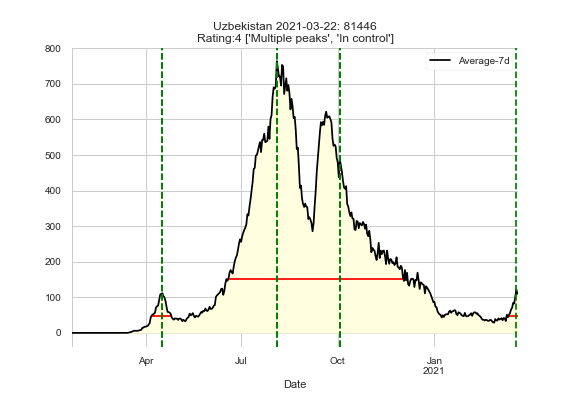 Uzbekistan 2021-03-22: 81446
Rating:4 ['Multiple peaks', 'In control']
800
Average-7d
700
600
500
400
300
200
100
0
Apr
Jul
Oct
Jan
2021
Date